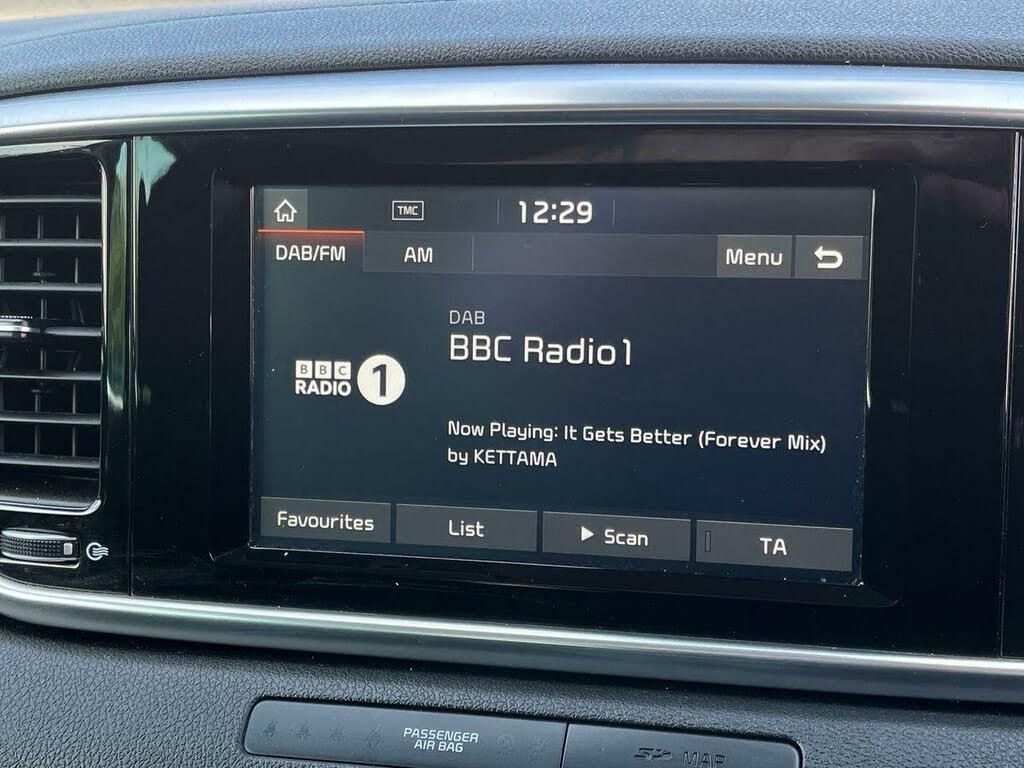 TMC
12:29
DAB/FM
AM
Menu
DAB
BBC Radio1
BBC
RADIO 1
Now Playing: It Gets Better (Forever Mix)
by KETTAMA
Favourites
List
Scan
TA
PASSENGER
AIR BAG
SD MAP